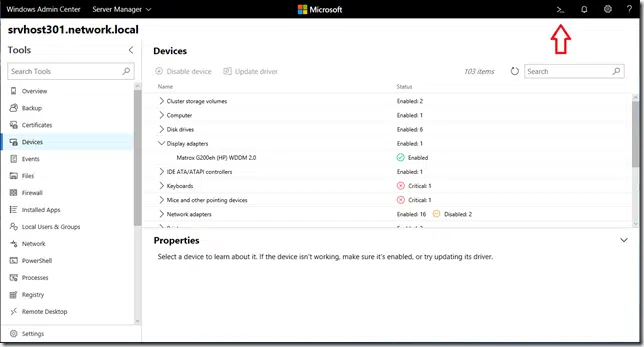 Windows Admin Center Server Manager Microsoft >_ ?
srvhost301.network.local
Tools
Search Tools
Overview
Backup
Certificates
Devices
Events
Files
Firewall
Installed Apps
Local Users & Groups
Network
PowerShell
Processes
Registry
Remote Desktop
Settings
Devices
Disable device Update driver 103 items Search
Name Status
Cluster storage volumes Enabled: 2
Computer Enabled: 1
Disk drives Enabled: 6
Display adapters Enabled: 1
Matrox G200eh (HP) WDDM 2.0 Enabled
IDE ATA/ATAPI controllers Enabled: 1
Keyboards Critical: 1
Mice and other pointing devices Critical: 1
Network adapters Enabled: 16 Disabled: 2
Properties
Select a device to learn about it. If the device isn't working, make sure it's enabled, or try updating its driver.